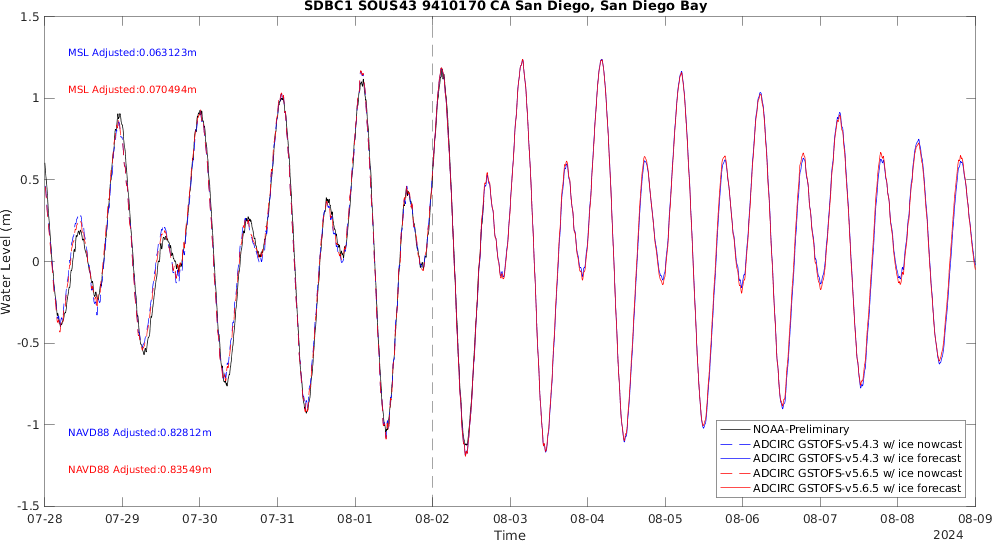 SDBC1 SOUS43 9410170 CA San Diego, San Diego Bay
1.5
MSL Adjusted:0.063123m
MSL Adjusted:0.070494m
1
0.5
0
-0.5
-1
-1.5
Water Level (m)
NAVD88 Adjusted:0.82812m
NAVD88 Adjusted:0.83549m
NOAA-Preliminary
ADCIRC GSTOFS-v5.4.3 w/ ice nowcast
ADCIRC GSTOFS-v5.4.3 w/ ice forecast
ADCIRC GSTOFS-v5.6.5 w/ ice nowcast
ADCIRC GSTOFS-v5.6.5 w/ ice forecast
07-28 07-29 07-30 07-31 08-01 08-02 08-03 08-04 08-05 08-06 08-07 08-08 08-09
Time
2024